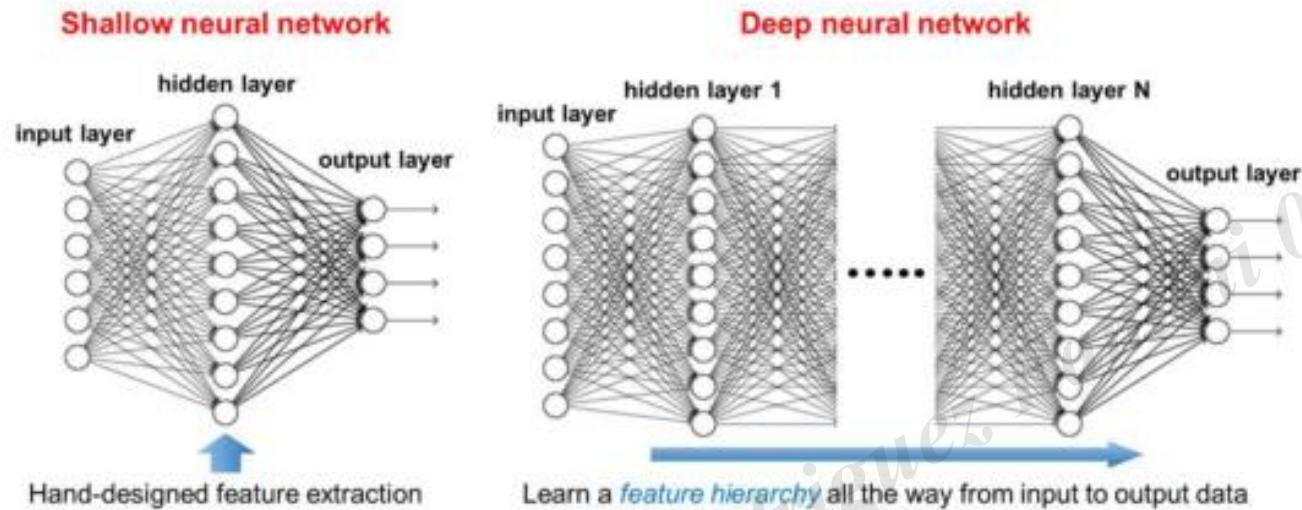 Shallow neural network
Deep neural network
hidden layer
input layer
output layer
hidden layer 1
hidden layer N
input layer
output layer
Hand-designed feature extraction
Learn a feature hierarchy all the way from input to output data